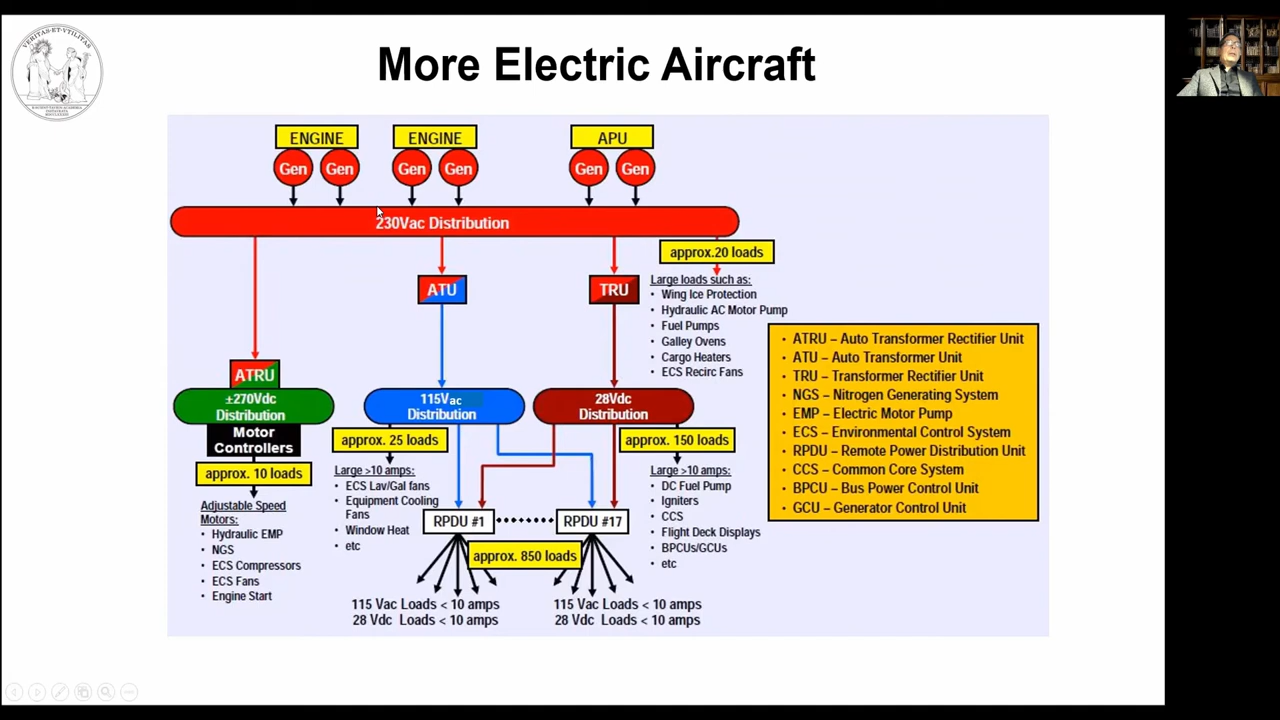 More Electric Aircraft
VERITAS·ET·VTILITAS
ENGINE
ENGINE
APU
Gen
Gen
Gen
Gen
Gen
Gen
230Vac Distribution
approx.20 loads
Large loads such as:
• Wing Ice Protection
• Hydraulic AC Motor Pump
• Fuel Pumps
• Galley Ovens
• Cargo Heaters
• ECS Recirc Fans
ATU
TRU
ATRU
±270Vdc
Distribution
Motor
Controllers
approx. 10 loads
Adjustable Speed
Motors:
• Hydraulic EMP
• NGS
• ECS Compressors
• ECS Fans
• Engine Start
115Vac
Distribution
approx. 25 loads
Large >10 amps:
• ECS Lav/Gal fans
• Equipment Cooling
Fans
• Window Heat
• etc
28Vdc
Distribution
approx. 150 loads
Large >10 amps:
• DC Fuel Pump
• Igniters
• CCS
• Flight Deck Displays
• BPCUs/GCUs
• etc
RPDU #1
RPDU #17
approx. 850 loads
115 Vac Loads < 10 amps
28 Vdc Loads < 10 amps
115 Vac Loads < 10 amps
28 Vdc Loads < 10 amps
• ATRU – Auto Transformer Rectifier Unit
• ATU – Auto Transformer Unit
• TRU – Transformer Rectifier Unit
• NGS – Nitrogen Generating System
• EMP – Electric Motor Pump
• ECS – Environmental Control System
• RPDU – Remote Power Distribution Unit
• CCS – Common Core System
• BPCU – Bus Power Control Unit
• GCU – Generator Control Unit